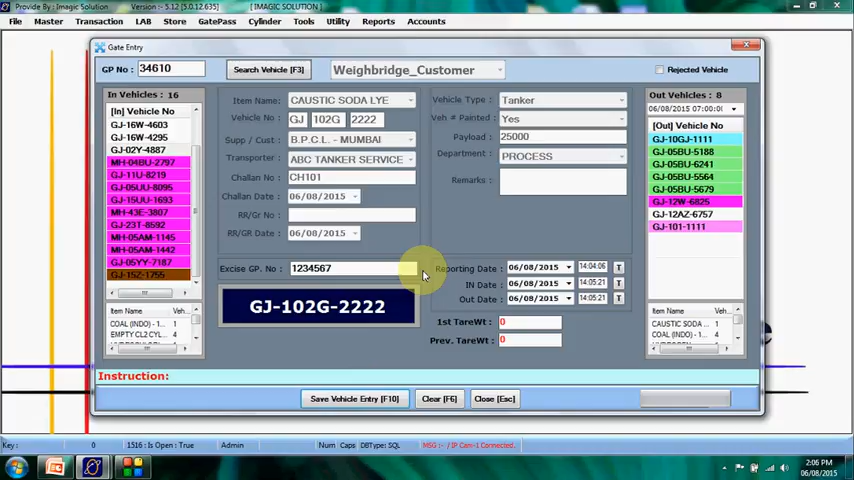 Provide By : Imagic Solution Version :- 5.12 [5.0.12.635] [ IMAGIC SOLUTION ]
File Master Transaction LAB Store GatePass Cylinder Tools Utility Reports Accounts
Gate Entry
GP No : 34610 Search Vehicle [F3] Weighbridge_Customer Rejected Vehicle
In Vehicles : 16
[In] Vehicle No
GJ-16W-4603
GJ-16W-4295
GJ-02Y-4887
MH-04BU-2797
GJ-11U-8219
GJ-05UU-8095
GJ-15UU-1693
MH-43E-3807
GJ-23T-8592
MH-05AM-1145
MH-05AM-1442
GJ-05YY-7187
GJ-15Z-1755
Item Name Veh...
COAL (INDO) - ... 1
EMPTY CL2 CYL... 4
Item Name: CAUSTIC SODA LYE
Vehicle No : GJ 102G 2222
Supp / Cust : B.P.C.L. - MUMBAI
Transporter : ABC TANKER SERVICE
Challan No : CH101
Challan Date : 06/08/2015
RR/Gr No :
RR/GR Date : 06/08/2015
Excise GP. No : 1234567
GJ-102G-2222
Vehicle Type : Tanker
Veh # Painted : Yes
Payload : 25000
Department : PROCESS
Remarks :
Reporting Date : 06/08/2015 14:04:06 T
IN Date : 06/08/2015 14:05:21 T
Out Date : 06/08/2015 14:05:21 T
1st TareWt : 0
Prev. TareWt : 0
Out Vehicles : 8
06/08/2015 07:00:00
[Out] Vehicle No
GJ-10GJ-1111
GJ-05BU-5188
GJ-05BU-6241
GJ-05BU-5564
GJ-05BU-5679
GJ-12W-6825
GJ-12AZ-6757
GJ-101-1111
Item Name Veh...
CAUSTIC SODA ... 1
COAL (INDO) - ... 1
Instruction:
Save Vehicle Entry [F10] Clear [F6] Close [Esc]
Key : 0 1516 : Is Open : True Admin Num Caps DBType: SQL MSG :- / IP Cam-1 Connected.
2:06 PM
06/08/2015